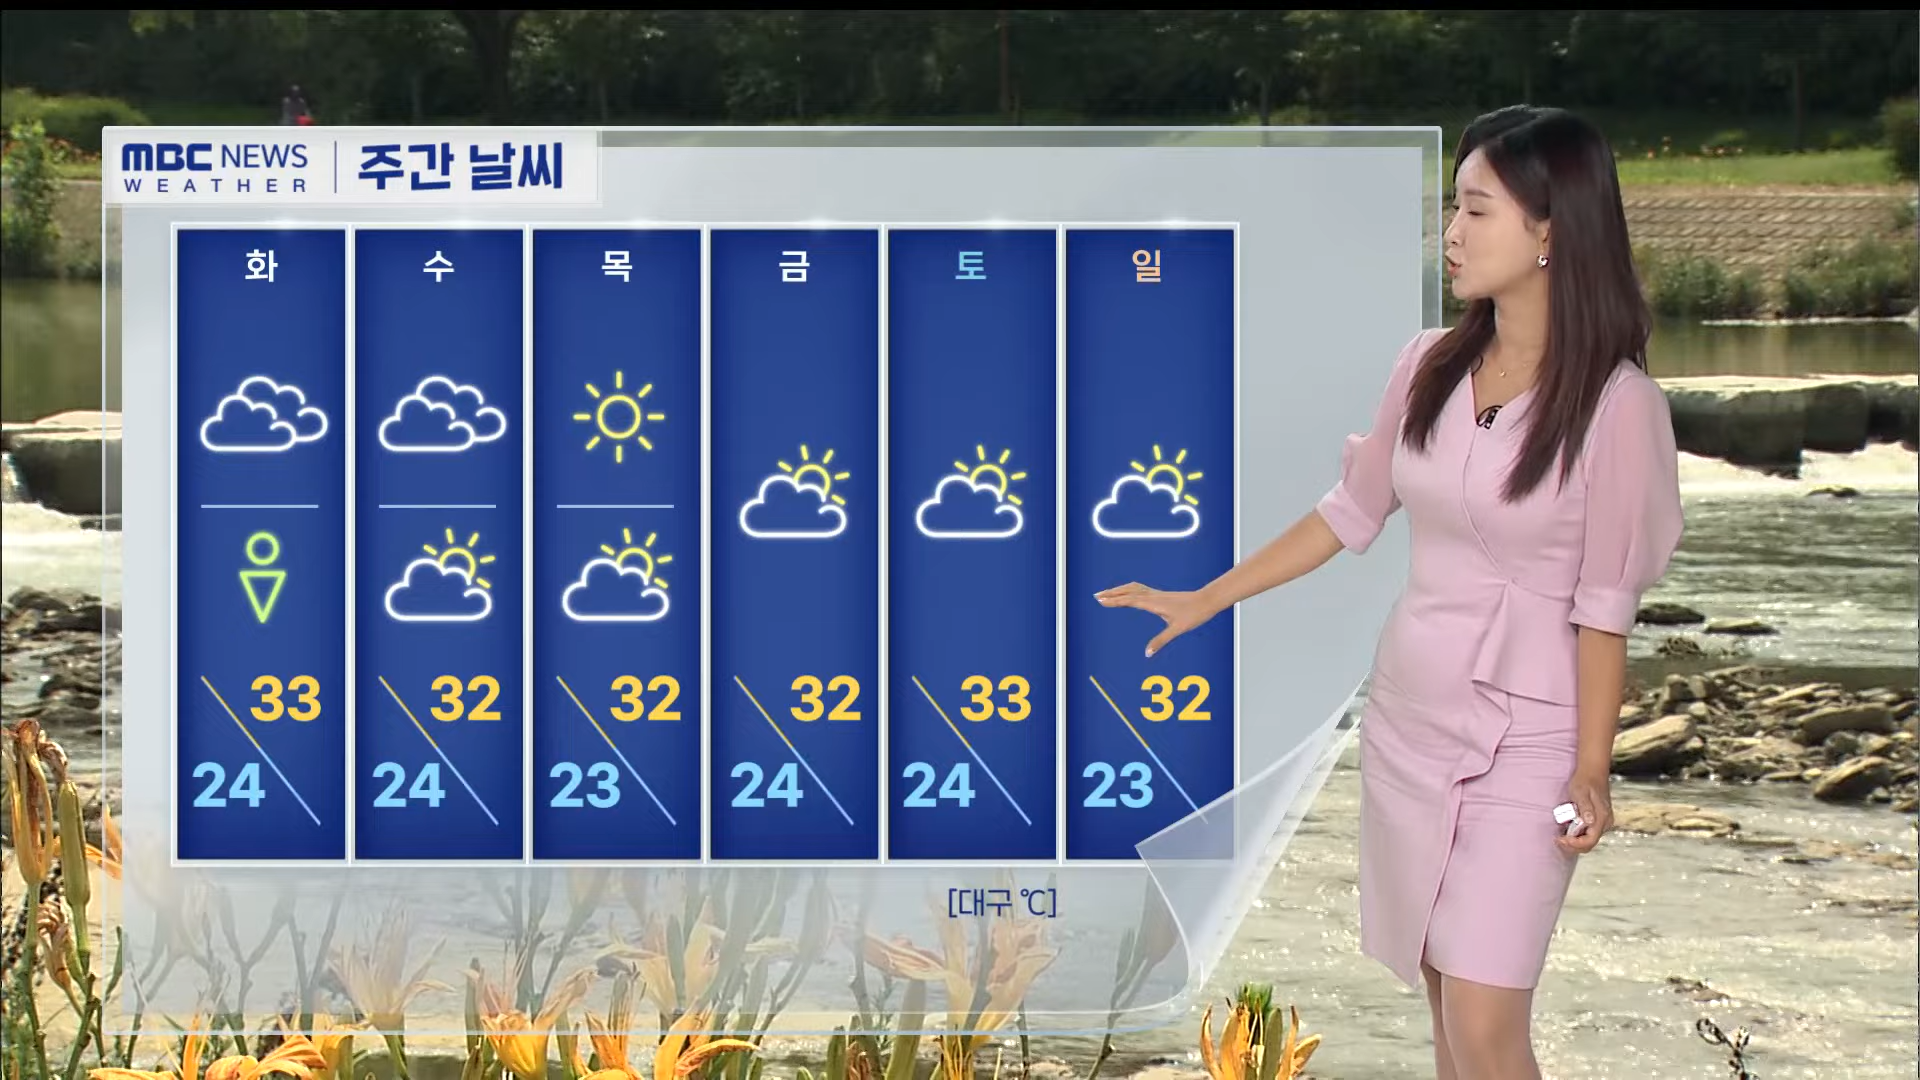 MBC NEWS
WEATHER
주간 날씨
화 수 목 금 토 일
33 32 32 32 33 32
24 24 23 24 24 23
[대구 ℃]